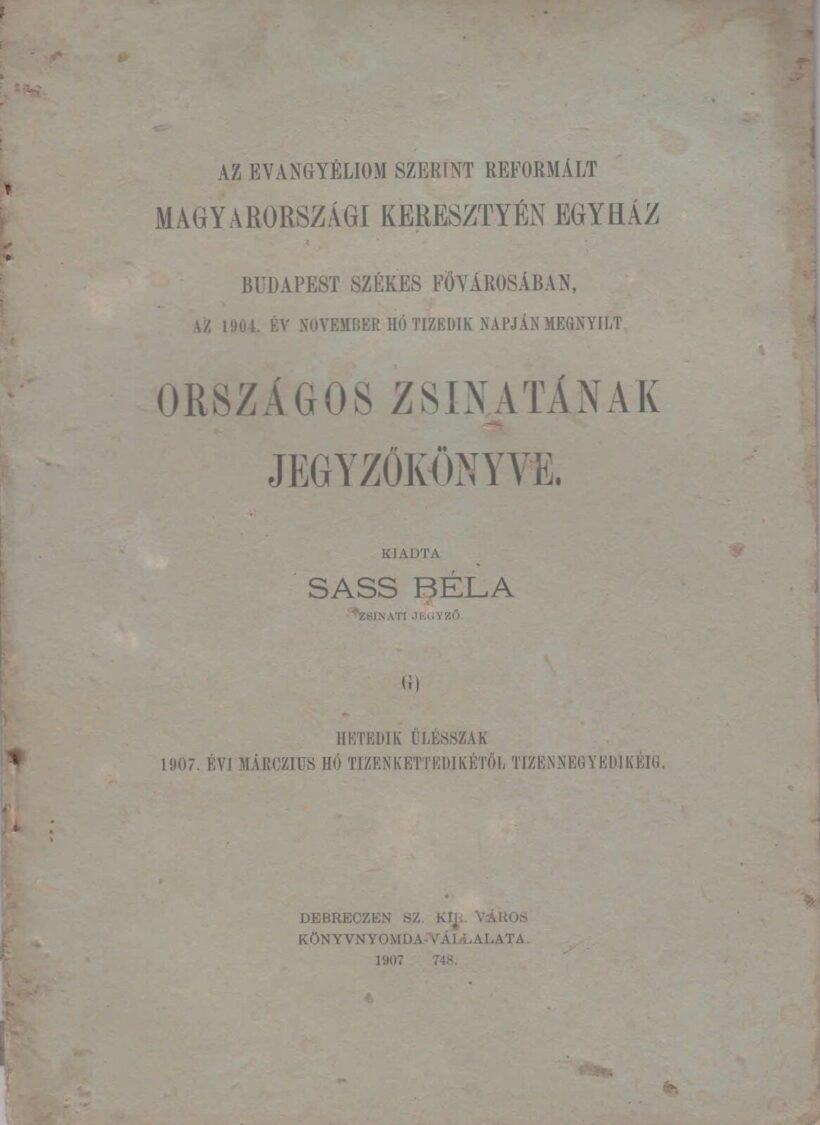 AZ EVANGYÉLIOM SZERINT REFORMÁLT
MAGYARORSZÁGI KERESZTYÉN EGYHÁZ
BUDAPEST SZÉKES FŐVÁROSÁBAN,
AZ 1904. ÉV NOVEMBER HÓ TIZEDIK NAPJÁN MEGNYILT
ORSZÁGOS ZSINATÁNAK
JEGYZŐKÖNYVE.
KIADTA
SASS BÉLA
ZSINATI JEGYZŐ.
G)
HETEDIK ÜLÉSSZAK
1907. ÉVI MÁRCZIUS HÓ TIZENKETTEDIKÉTŐL TIZENNEGYEDIKÉIG.
DEBRECZEN SZ. KIR. VÁROS
KÖNYVNYOMDA-VÁLLALATA.
1907 748.